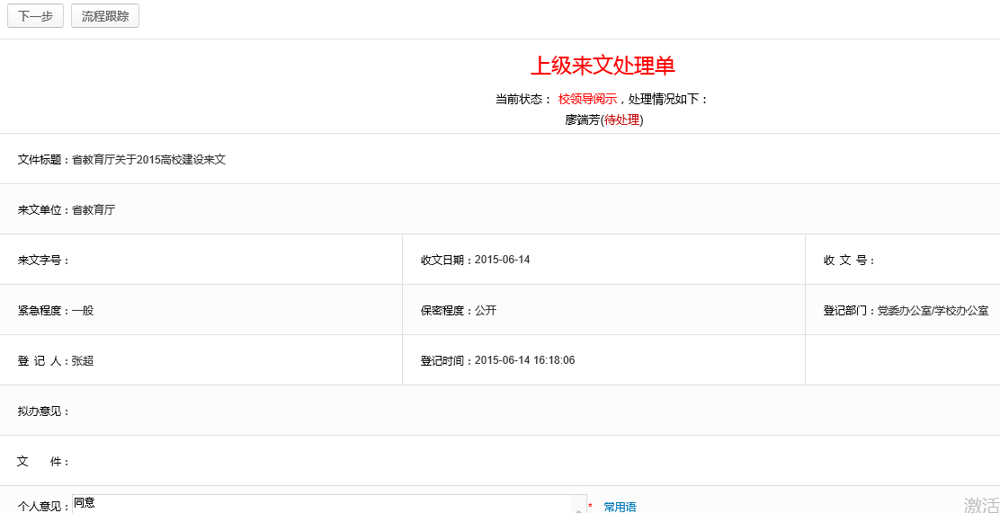 下一步 流程跟踪
上级来文处理单
当前状态： 校领导阅示，处理情况如下：
廖端芳(待处理)
文件标题：省教育厅关于2015高校建设来文
来文单位：省教育厅
来文字号： 收文日期：2015-06-14 收 文 号：
紧急程度：一般 保密程度：公开 登记部门：党委办公室/学校办公室
登 记 人：张超 登记时间：2015-06-14 16:18:06
拟办意见：
文 件：
个人意见：同意 * 常用语
激活